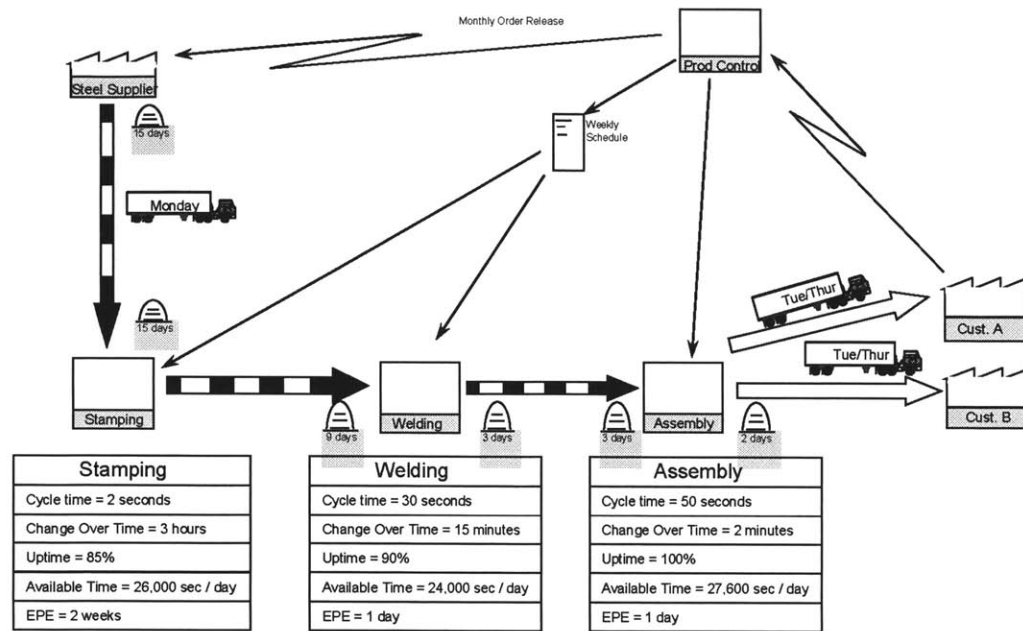 Monthly Order Release
Prod Control
Steel Supplier
15 days
Weekly
Schedule
Monday
15 days
Tue/Thur
Cust. A
Tue/Thur
Cust. B
Stamping
9 days
Welding
3 days
3 days
Assembly
2 days
Stamping
Cycle time = 2 seconds
Change Over Time = 3 hours
Uptime = 85%
Available Time = 26,000 sec / day
EPE = 2 weeks
Welding
Cycle time = 30 seconds
Change Over Time = 15 minutes
Uptime = 90%
Available Time = 24,000 sec / day
EPE = 1 day
Assembly
Cycle time = 50 seconds
Change Over Time = 2 minutes
Uptime = 100%
Available Time = 27,600 sec / day
EPE = 1 day